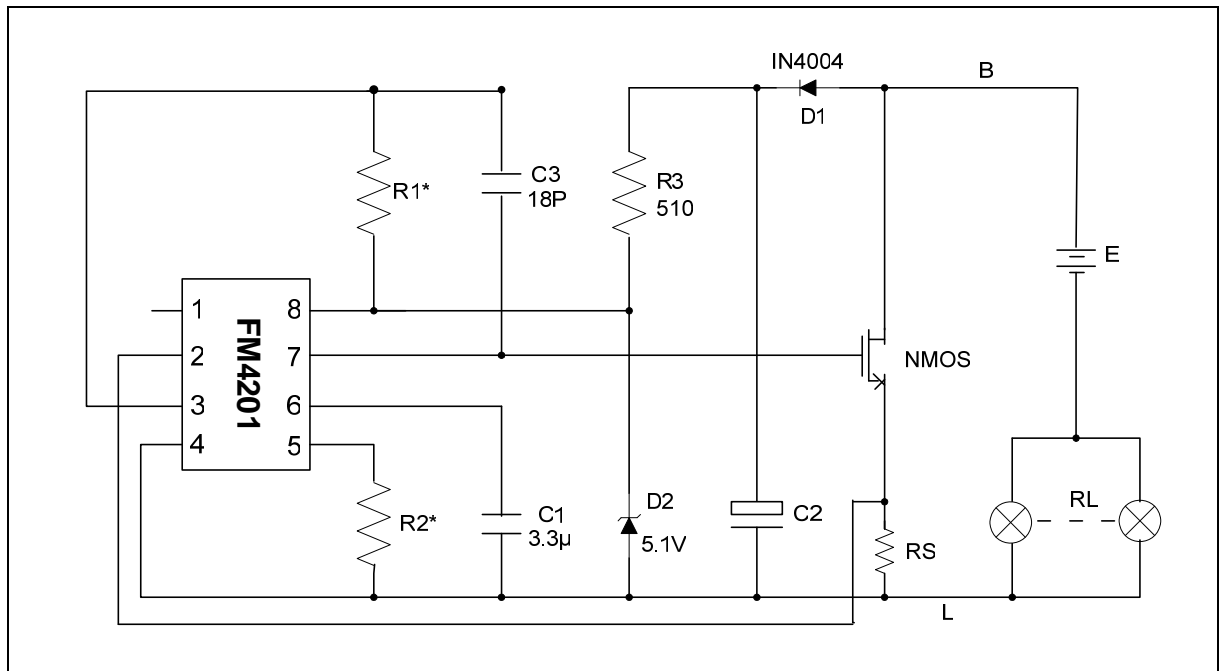 IN4004
D1
B
R1*
C3
18P
R3
510
E
1
2
3
4
FM4201
8
7
6
5
NMOS
R2*
C1
3.3µ
D2
5.1V
C2
RS
RL
L